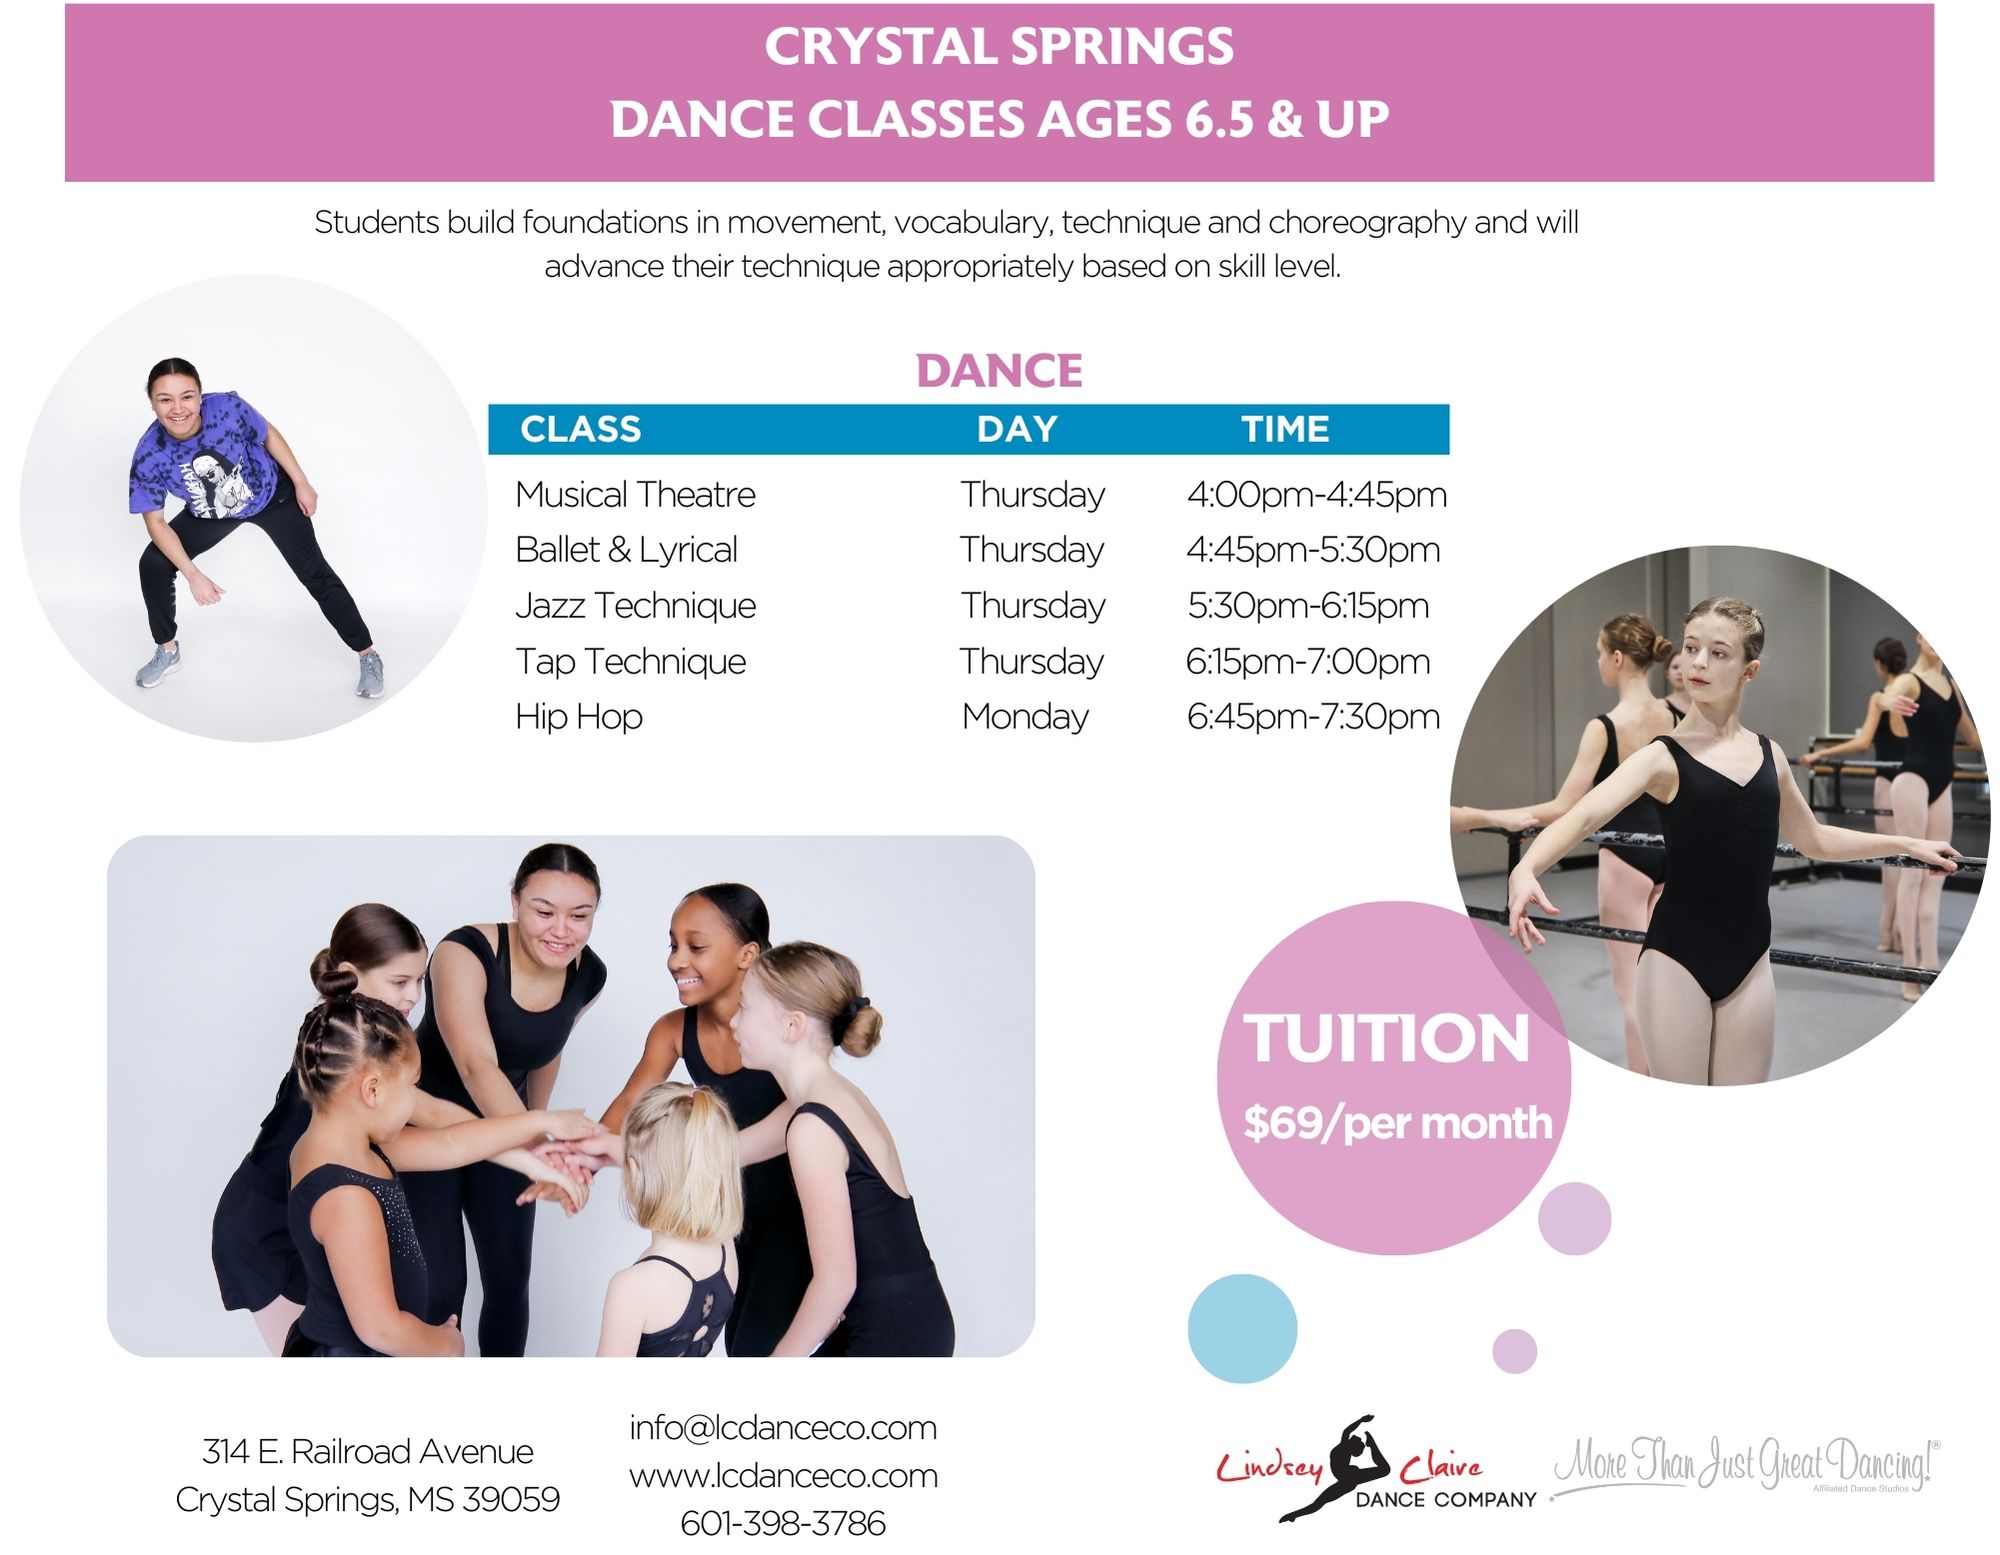 CRYSTAL SPRINGS
DANCE CLASSES AGES 6.5 & UP
Students build foundations in movement, vocabulary, technique and choreography and will
advance their technique appropriately based on skill level.
DANCE
CLASS DAY TIME
Musical Theatre Thursday 4:00pm-4:45pm
Ballet & Lyrical Thursday 4:45pm-5:30pm
Jazz Technique Thursday 5:30pm-6:15pm
Tap Technique Thursday 6:15pm-7:00pm
Hip Hop Monday 6:45pm-7:30pm
TUITION
$69/per month
314 E. Railroad Avenue
Crystal Springs, MS 39059
info@lcdanceco.com
www.lcdanceco.com
601-398-3786
Lindsey Claire
DANCE COMPANY
More Than Just Great Dancing!®
Affiliated Dance Studios